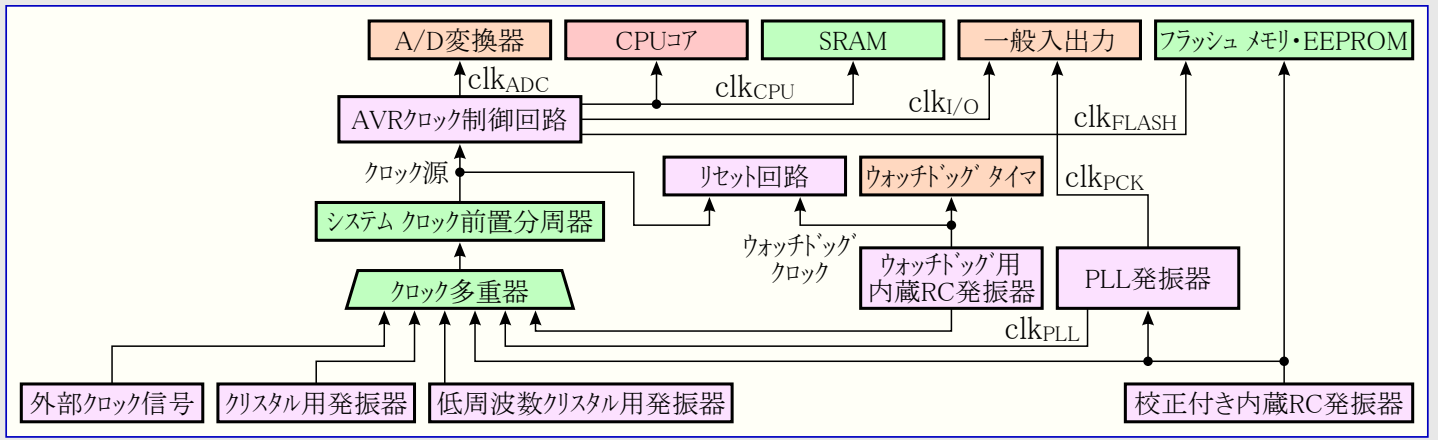 A/D変換器
CPUコア
SRAM
一般入出力
フラッシュ メモリ・EEPROM
clkADC
clkCPU
clkI/O
clkFLASH
AVRクロック制御回路
クロック源
リセット回路
ウォッチドッグ タイマ
clkPCK
システム クロック前置分周器
ウォッチドッグ
クロック
ウォッチドッグ用
内蔵RC発振器
PLL発振器
クロック多重器
clkPLL
外部クロック信号
クリスタル用発振器
低周波数クリスタル用発振器
校正付き内蔵RC発振器